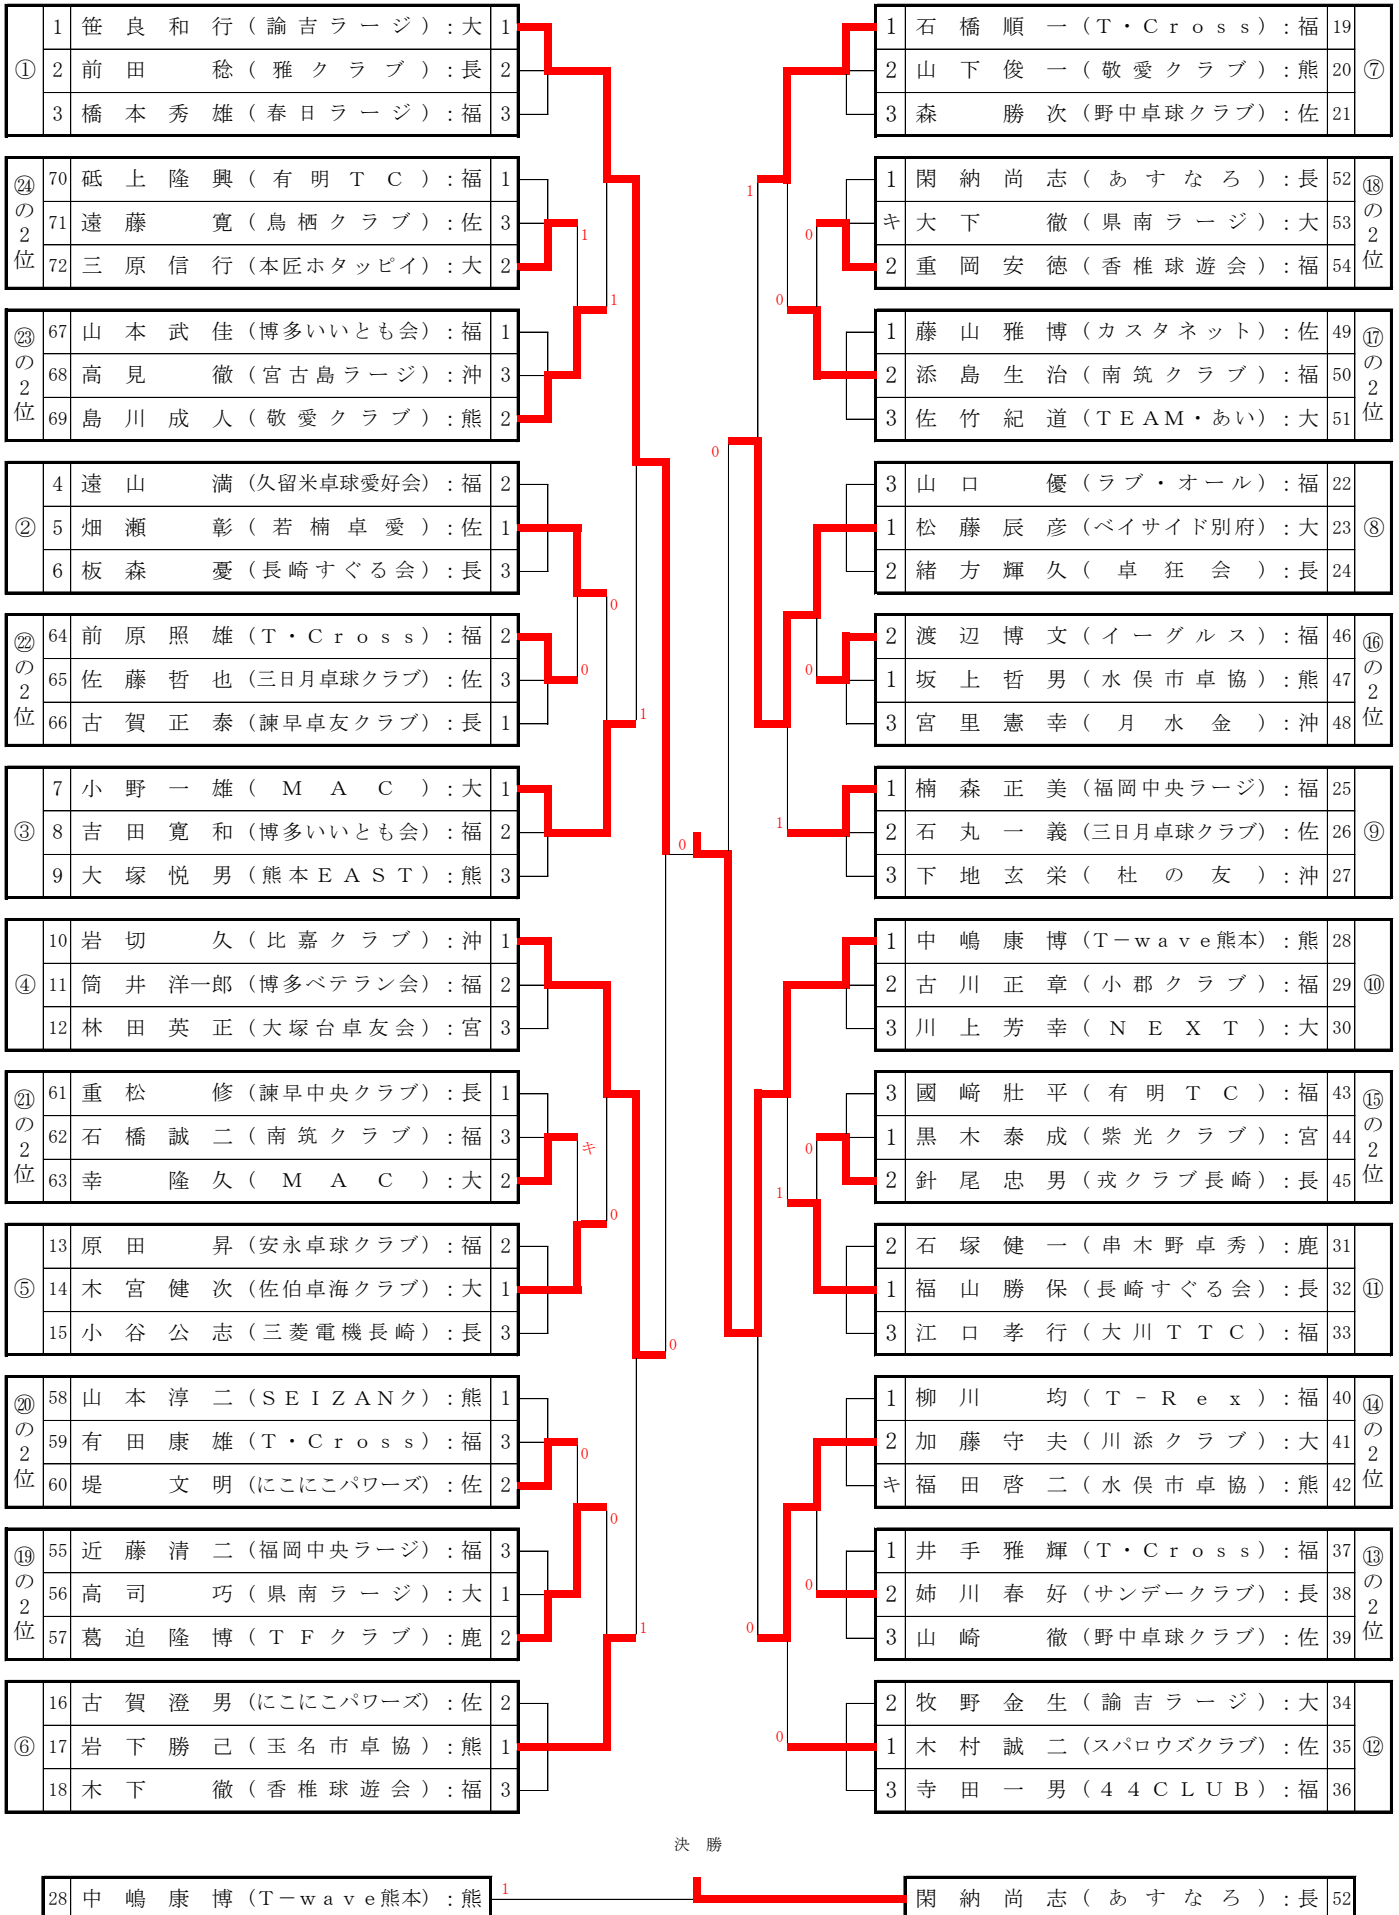 ① 1 笹良和行 (諭吉ラージ) : 大 1
2 前田 稔 (雅クラブ) : 長 2
3 橋本秀雄 (春日ラージ) : 福 3
㉔の2位 70 砥上隆興 (有明TC) : 福 1
71 遠藤 寛 (鳥栖クラブ) : 佐 3
72 三原信行 (本匠ホタッピイ) : 大 2
1
1
㉓の2位 67 山本武佳 (博多いいとも会) : 福 1
68 高見 徹 (宮古島ラージ) : 沖 3
69 島川成人 (敬愛クラブ) : 熊 2
② 4 遠山 満 (久留米卓球愛好会) : 福 2
5 畑瀬 彰 (若楠卓愛) : 佐 1
6 板森 憂 (長崎すぐる会) : 長 3
0
㉒の2位 64 前原照雄 (T・Cross) : 福 2
65 佐藤哲也 (三日月卓球クラブ) : 佐 3
66 古賀正泰 (諫早卓友クラブ) : 長 1
0
1
③ 7 小野一雄 (MAC) : 大 1
8 吉田寛和 (博多いいとも会) : 福 2
9 大塚悦男 (熊本EAST) : 熊 3
0
④ 10 岩切 久 (比嘉クラブ) : 沖 1
11 筒井洋一郎 (博多ベテラン会) : 福 2
12 林田英正 (大塚台卓友会) : 宮 3
㉑の2位 61 重松 修 (諫早中央クラブ) : 長 1
62 石橋誠二 (南筑クラブ) : 福 3
63 幸 隆久 (MAC) : 大 2
キ
0
⑤ 13 原田 昇 (安永卓球クラブ) : 福 2
14 木宮健次 (佐伯卓海クラブ) : 大 1
15 小谷公志 (三菱電機長崎) : 長 3
0
⑳の2位 58 山本淳二 (SEIZANク) : 熊 1
59 有田康雄 (T・Cross) : 福 3
60 堤 文明 (にこにこパワーズ) : 佐 2
0
0
⑲の2位 55 近藤清二 (福岡中央ラージ) : 福 3
56 高司 巧 (県南ラージ) : 大 1
57 葛迫隆博 (TFクラブ) : 鹿 2
1
⑥ 16 古賀澄男 (にこにこパワーズ) : 佐 2
17 岩下勝己 (玉名市卓協) : 熊 1
18 木下 徹 (香椎球遊会) : 福 3
1 石橋順一 (T・Cross) : 福 19 ⑦
2 山下俊一 (敬愛クラブ) : 熊 20
3 森 勝次 (野中卓球クラブ) : 佐 21
1
1 閑納尚志 (あすなろ) : 長 52 ⑱の2位
キ 大下 徹 (県南ラージ) : 大 53
2 重岡安徳 (香椎球遊会) : 福 54
0
0
1 藤山雅博 (カスタネット) : 佐 49 ⑰の2位
2 添島生治 (南筑クラブ) : 福 50
3 佐竹紀道 (TEAM・あい) : 大 51
0
3 山口 優 (ラブ・オール) : 福 22 ⑧
1 松藤辰彦 (ベイサイド別府) : 大 23
2 緒方輝久 (卓狂会) : 長 24
2 渡辺博文 (イーグルス) : 福 46 ⑯の2位
1 坂上哲男 (水俣市卓協) : 熊 47
3 宮里憲幸 (月水金) : 沖 48
0
1 楠森正美 (福岡中央ラージ) : 福 25 ⑨
2 石丸一義 (三日月卓球クラブ) : 佐 26
3 下地玄栄 (杜の友) : 沖 27
1
1 中嶋康博 (T－wave熊本) : 熊 28 ⑩
2 古川正章 (小郡クラブ) : 福 29
3 川上芳幸 (NEXT) : 大 30
3 國﨑壯平 (有明TC) : 福 43 ⑮の2位
1 黒木泰成 (紫光クラブ) : 宮 44
2 針尾忠男 (戎クラブ長崎) : 長 45
0
1
2 石塚健一 (串木野卓秀) : 鹿 31 ⑪
1 福山勝保 (長崎すぐる会) : 長 32
3 江口孝行 (大川TTC) : 福 33
1 柳川 均 (T－Rex) : 福 40 ⑭の2位
2 加藤守夫 (川添クラブ) : 大 41
キ 福田啓二 (水俣市卓協) : 熊 42
1 井手雅輝 (T・Cross) : 福 37 ⑬の2位
2 姉川春好 (サンデークラブ) : 長 38
3 山崎 徹 (野中卓球クラブ) : 佐 39
0
0
2 牧野金生 (諭吉ラージ) : 大 34 ⑫
1 木村誠二 (スパロウズクラブ) : 佐 35
3 寺田一男 (44CLUB) : 福 36
0
決 勝
28 中嶋康博 (T－wave熊本) : 熊 1 閑納尚志 (あすなろ) : 長 52